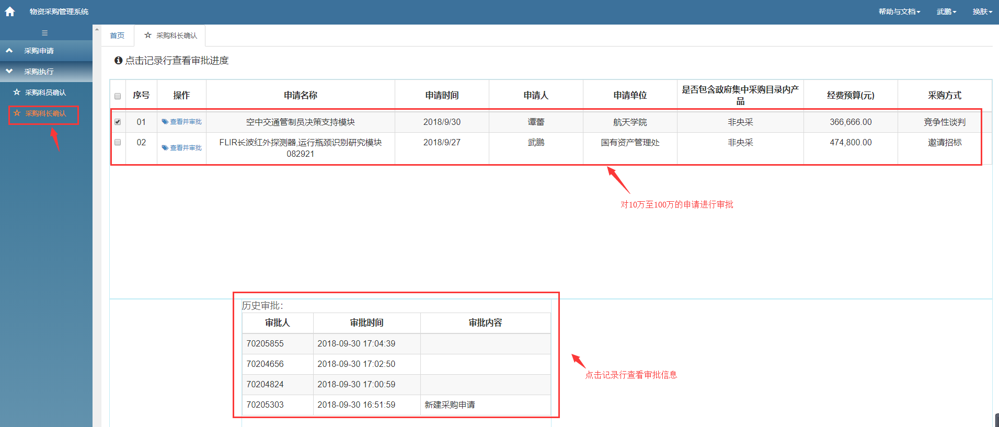 物资采购管理系统
帮助与文档
武鹏
换肤
采购申请
采购执行
采购科员确认
采购科长确认
首页
采购科长确认
点击记录行查看审批进度
序号 操作 申请名称 申请时间 申请人 申请单位 是否包含政府集中采购目录内产品 经费预算(元) 采购方式
01 查看并审批 空中交通管制员决策支持模块 2018/9/30 谭蕾 航天学院 非央采 366,666.00 竞争性谈判
02 查看并审批 FLIR长波红外探测器,运行瓶颈识别研究模块082921 2018/9/27 武鹏 国有资产管理处 非央采 474,800.00 邀请招标
对10万至100万的申请进行审批
历史审批:
审批人 审批时间 审批内容
70205855 2018-09-30 17:04:39
70204656 2018-09-30 17:02:50
70204824 2018-09-30 17:00:59
70205303 2018-09-30 16:51:59 新建采购申请
点击记录行查看审批信息